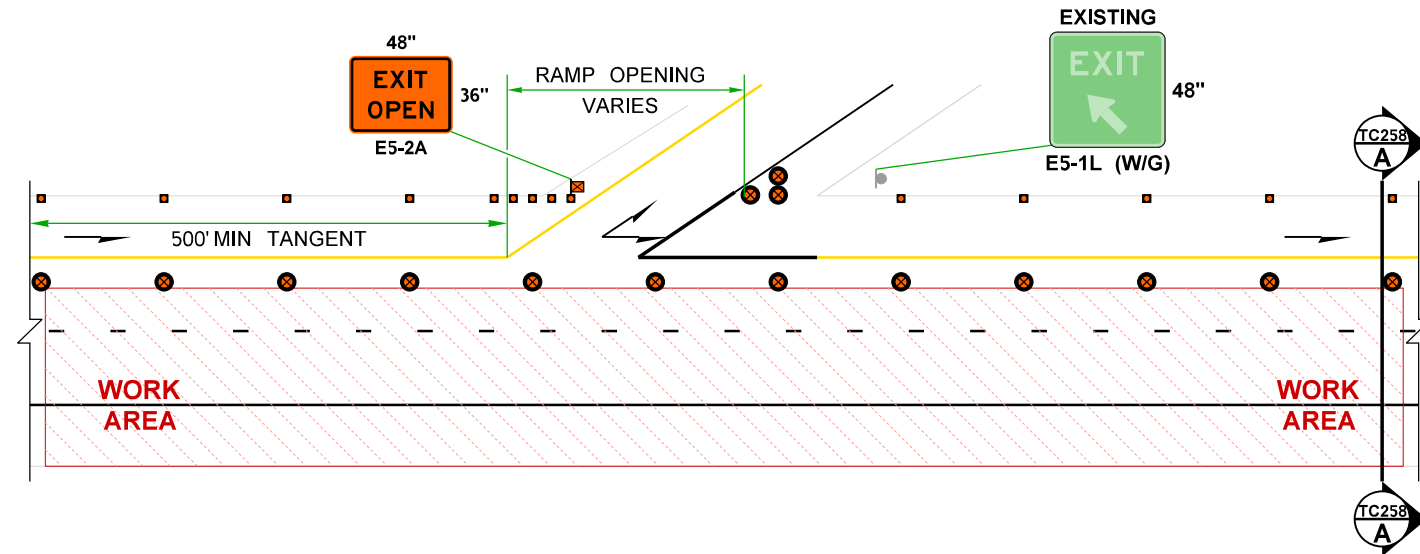 EXISTING
48"
EXIT
OPEN
36"
E5-2A
RAMP OPENING
VARIES
EXIT
48"
E5-1L (W/G)
TC258
A
500' MIN TANGENT
WORK
AREA
WORK
AREA
TC258
A